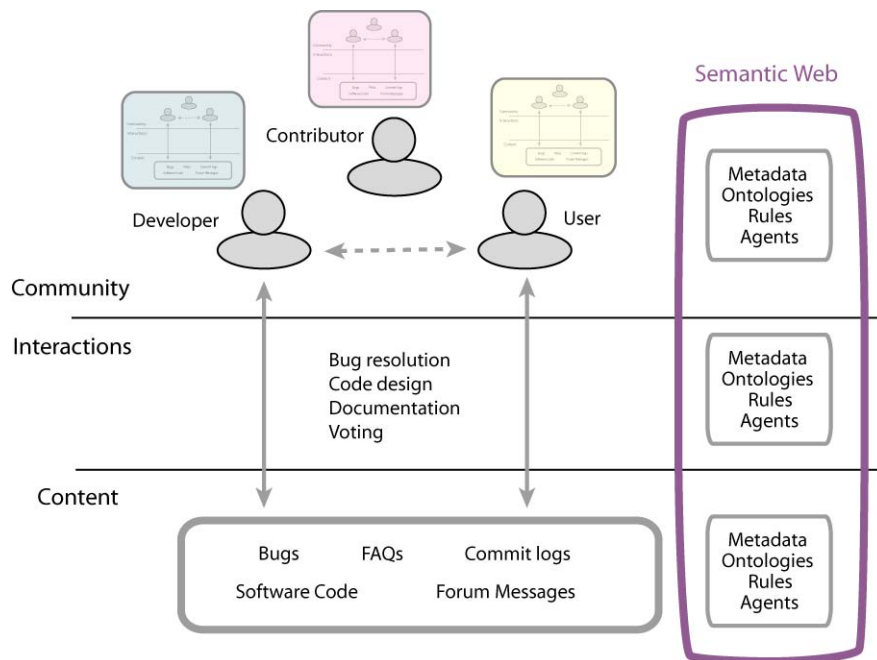 Semantic Web
Contributor
Metadata
Ontologies
Rules
Agents
Developer
User
Community
Interactions
Bug resolution
Code design
Documentation
Voting
Metadata
Ontologies
Rules
Agents
Content
Bugs FAQs Commit logs
Software Code Forum Messages
Metadata
Ontologies
Rules
Agents